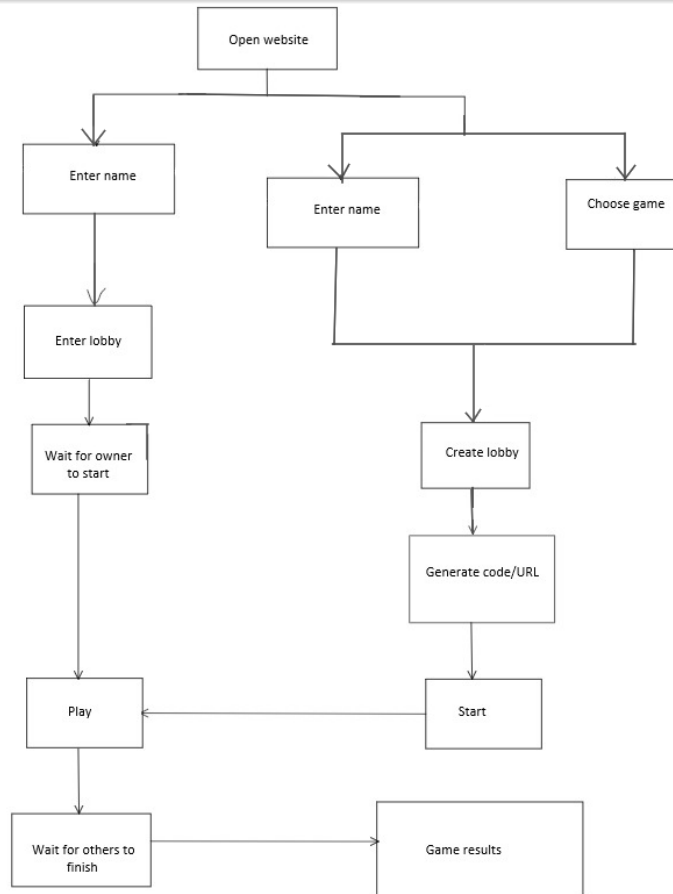 Open website
Enter name
Enter name
Choose game
Enter lobby
Wait for owner
to start
Create lobby
Generate code/URL
Play
Start
Wait for others to
finish
Game results